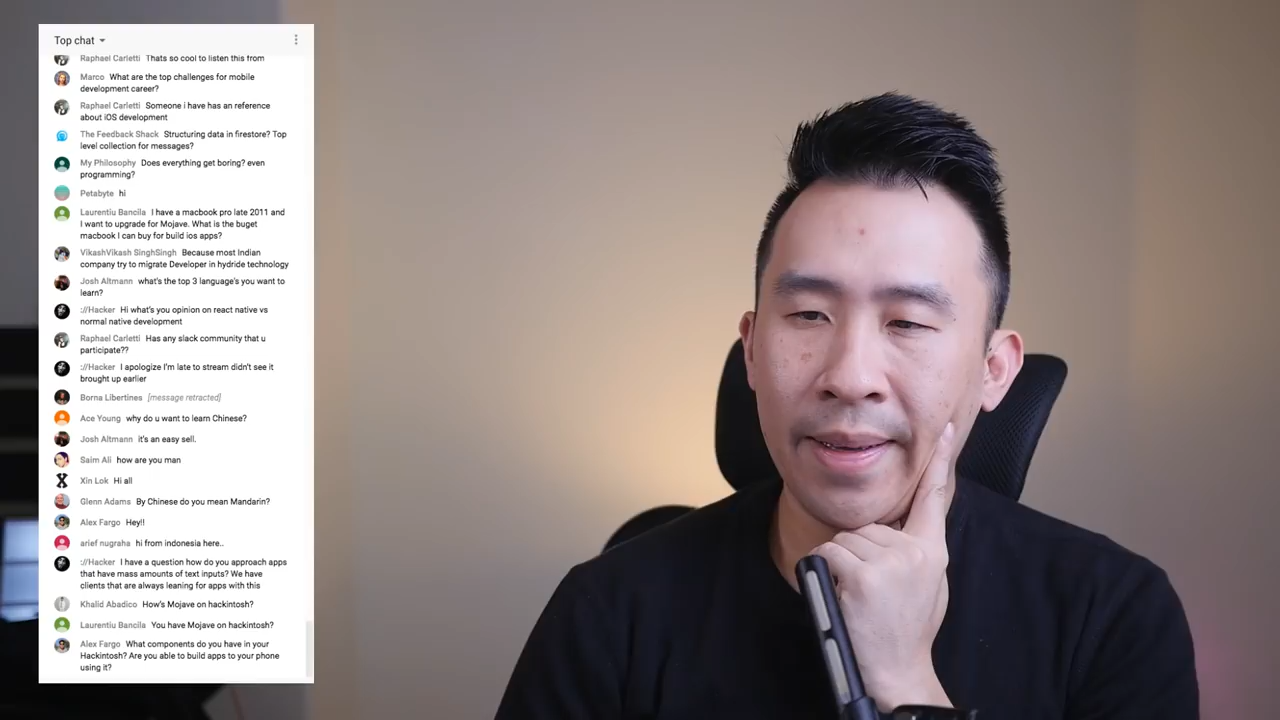 Top chat
Raphael Carletti Thats so cool to listen this from
Marco What are the top challenges for mobile
development career?
Raphael Carletti Someone i have has an reference
about iOS development
The Feedback Shack Structuring data in firestore? Top
level collection for messages?
My Philosophy Does everything get boring? even
programming?
Petabyte hi
Laurentiu Bancila I have a macbook pro late 2011 and
I want to upgrade for Mojave. What is the buget
macbook I can buy for build ios apps?
VikashVikash SinghSingh Because most Indian
company try to migrate Developer in hydride technology
Josh Altmann what's the top 3 language's you want to
learn?
://Hacker Hi what's you opinion on react native vs
normal native development
Raphael Carletti Has any slack community that u
participate??
://Hacker I apologize I'm late to stream didn't see it
brought up earlier
Borna Libertines [message retracted]
Ace Young why do u want to learn Chinese?
Josh Altmann it's an easy sell.
Saim Ali how are you man
Xin Lok Hi all
Glenn Adams By Chinese do you mean Mandarin?
Alex Fargo Hey!!
arief nugraha hi from indonesia here..
://Hacker I have a question how do you approach apps
that have mass amounts of text inputs? We have
clients that are always leaning for apps with this
Khalid Abadico How's Mojave on hackintosh?
Laurentiu Bancila You have Mojave on hackintosh?
Alex Fargo What components do you have in your
Hackintosh? Are you able to build apps to your phone
using it?